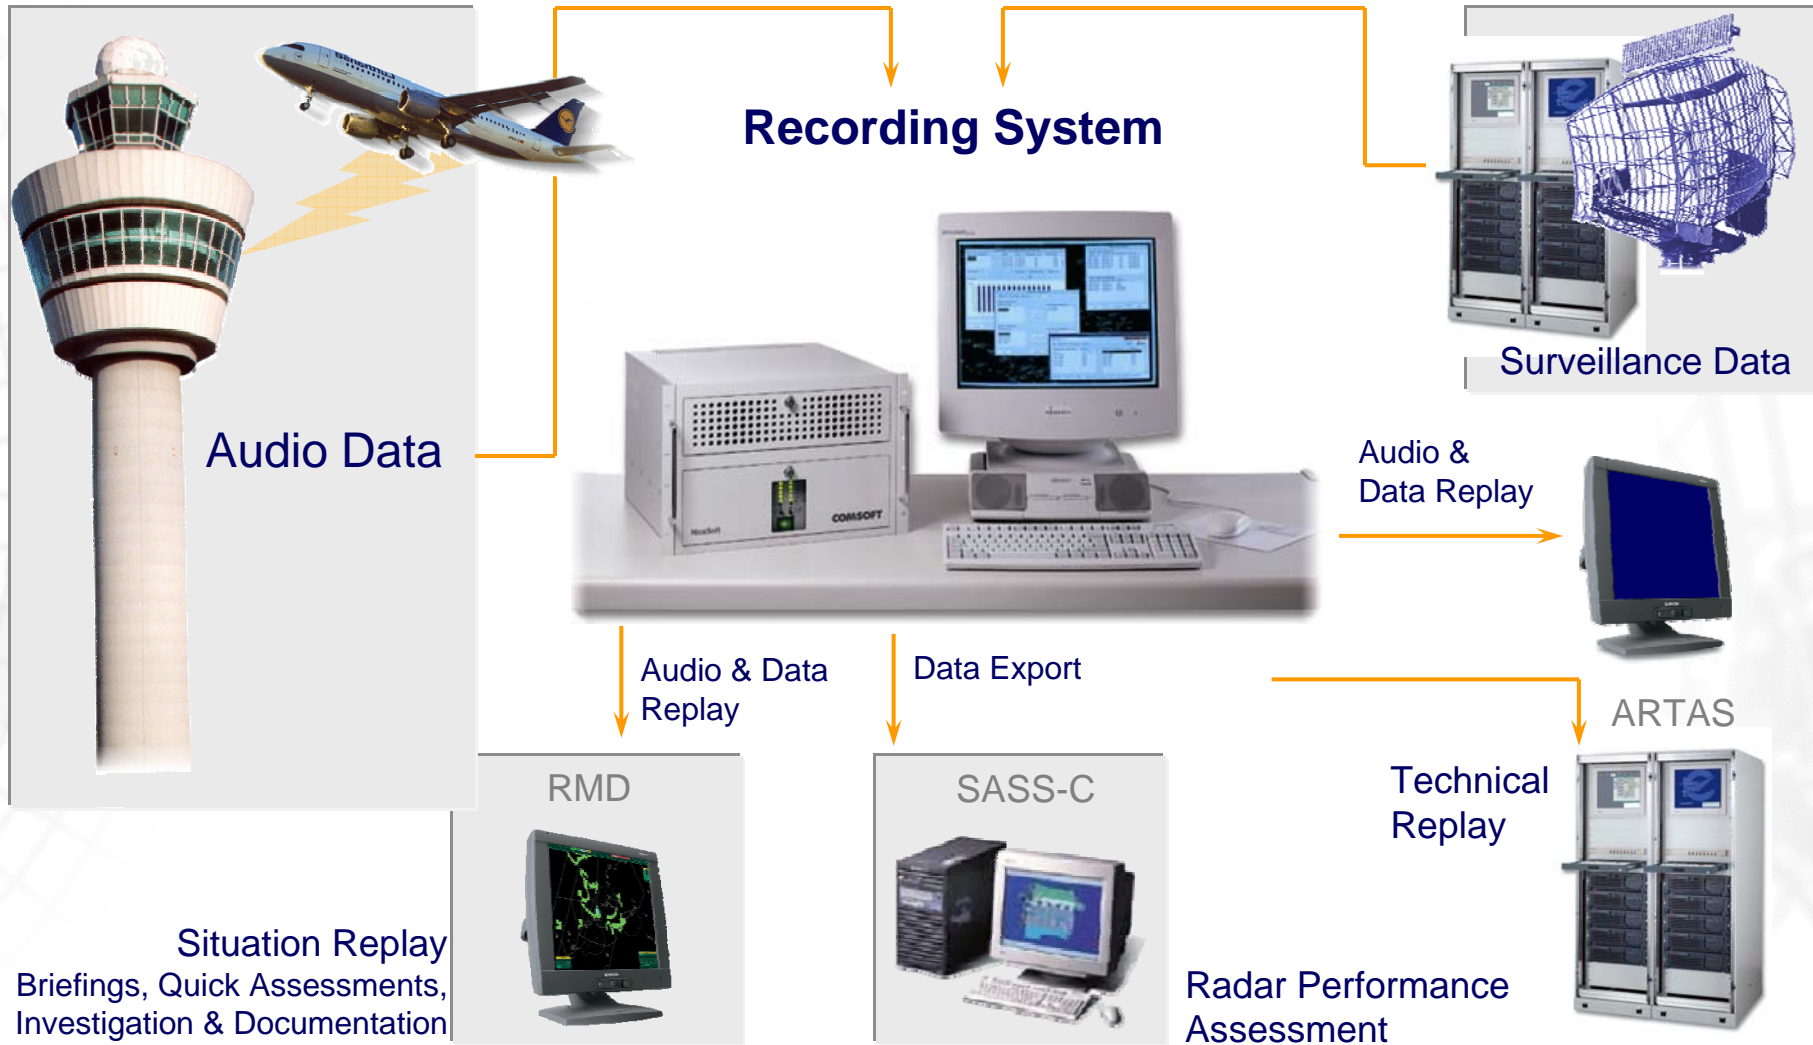 Recording System
Surveillance Data
Audio Data
COMSOFT
Audio &
Data Replay
Audio & Data
Replay
Data Export
ARTAS
RMD
SASS-C
Technical
Replay
Situation Replay
Briefings, Quick Assessments,
Investigation & Documentation
Radar Performance
Assessment